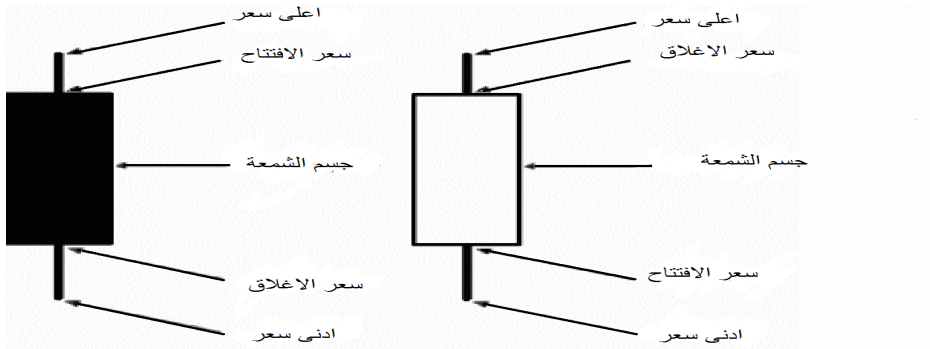 اعلى سعر
سعر الاغلاق
جسم الشمعة
سعر الافتتاح
ادنى سعر
اعلى سعر
سعر الافتتاح
جسم الشمعة
سعر الاغلاق
ادنى سعر